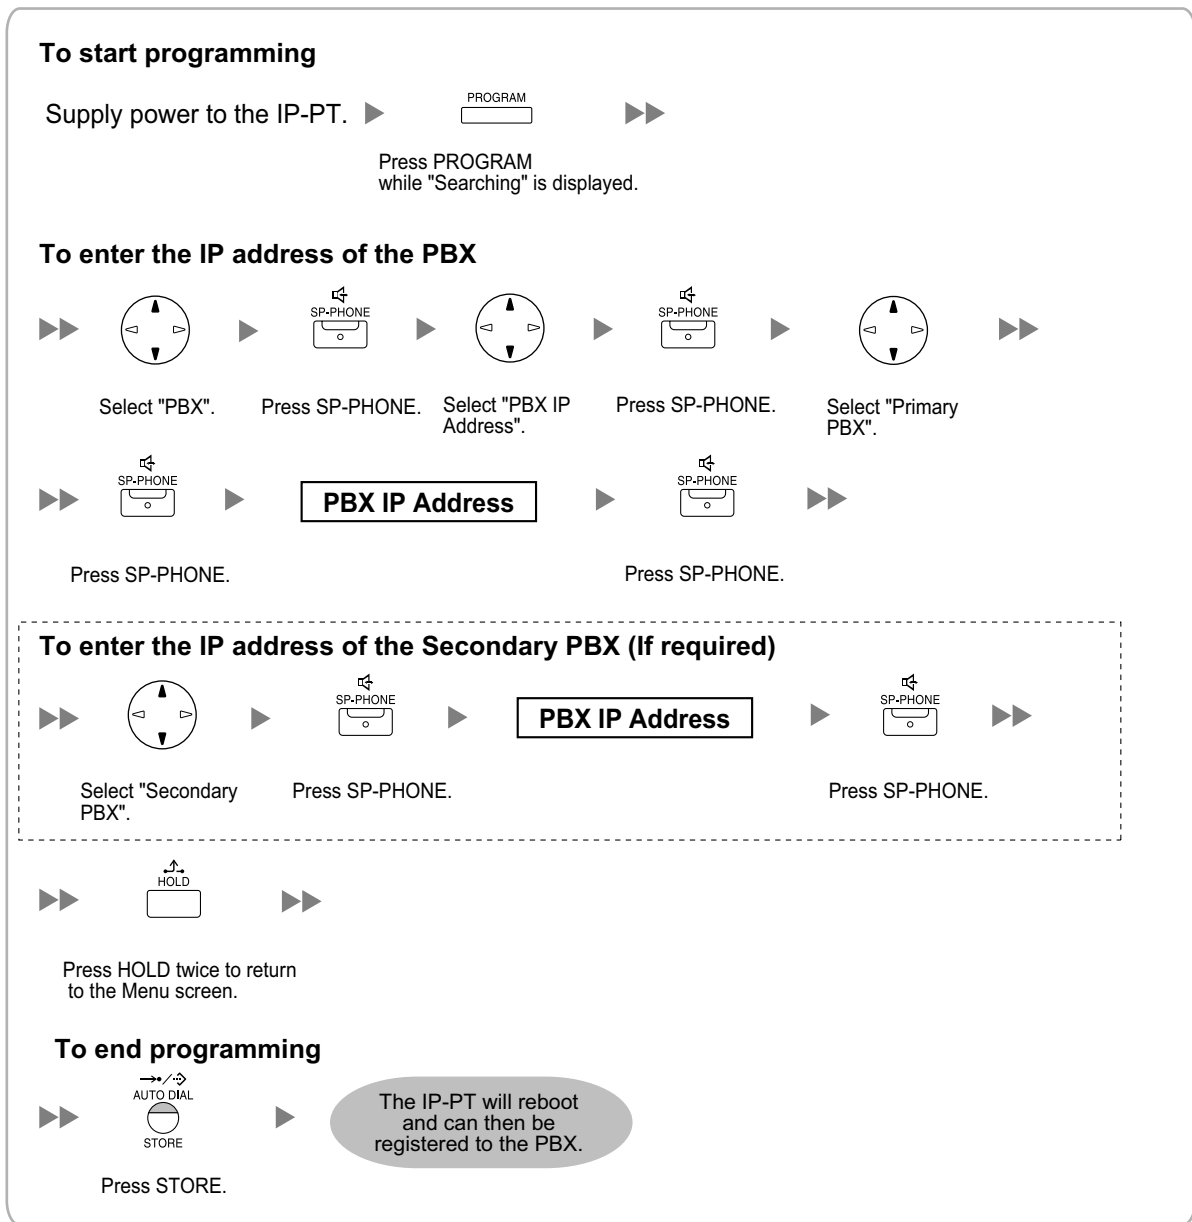 To start programming
Supply power to the IP-PT.
PROGRAM
Press PROGRAM
while "Searching" is displayed.
To enter the IP address of the PBX
SP-PHONE
SP-PHONE
Select "PBX".
Press SP-PHONE.
Select "PBX IP
Address".
Press SP-PHONE.
Select "Primary
PBX".
SP-PHONE
PBX IP Address
SP-PHONE
Press SP-PHONE.
Press SP-PHONE.
To enter the IP address of the Secondary PBX (If required)
SP-PHONE
PBX IP Address
SP-PHONE
Select "Secondary
PBX".
Press SP-PHONE.
Press SP-PHONE.
HOLD
Press HOLD twice to return
to the Menu screen.
To end programming
AUTO DIAL
STORE
The IP-PT will reboot
and can then be
registered to the PBX.
Press STORE.